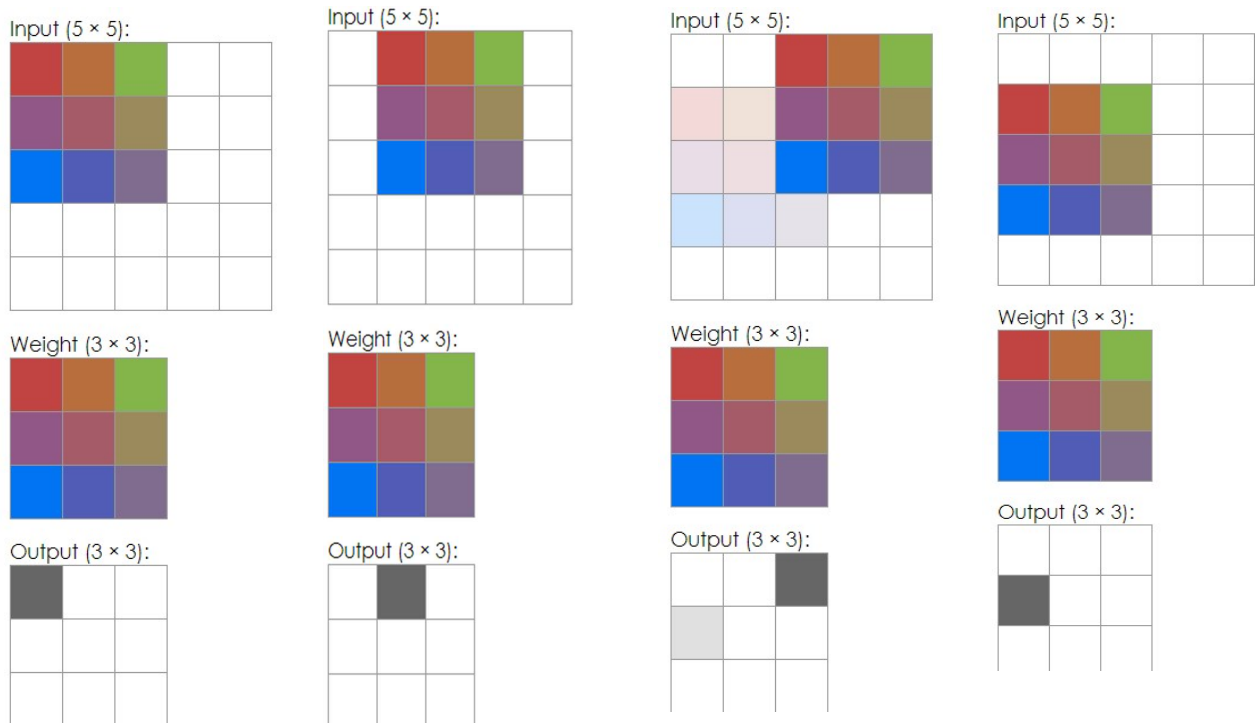 Input (5 × 5):
Weight (3 × 3):
Output (3 × 3):
Input (5 × 5):
Weight (3 × 3):
Output (3 × 3):
Input (5 × 5):
Weight (3 × 3):
Output (3 × 3):
Input (5 × 5):
Weight (3 × 3):
Output (3 × 3):